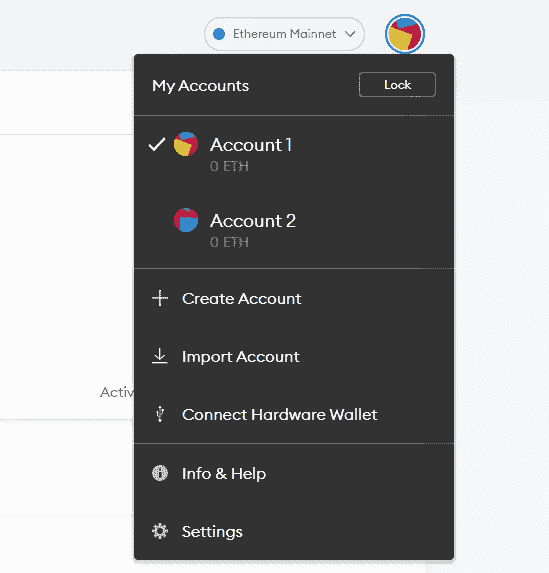 Ethereum Mainnet
My Accounts
Lock
Account 1
0 ETH
Account 2
0 ETH
Create Account
Import Account
Activ
Connect Hardware Wallet
Info & Help
Settings